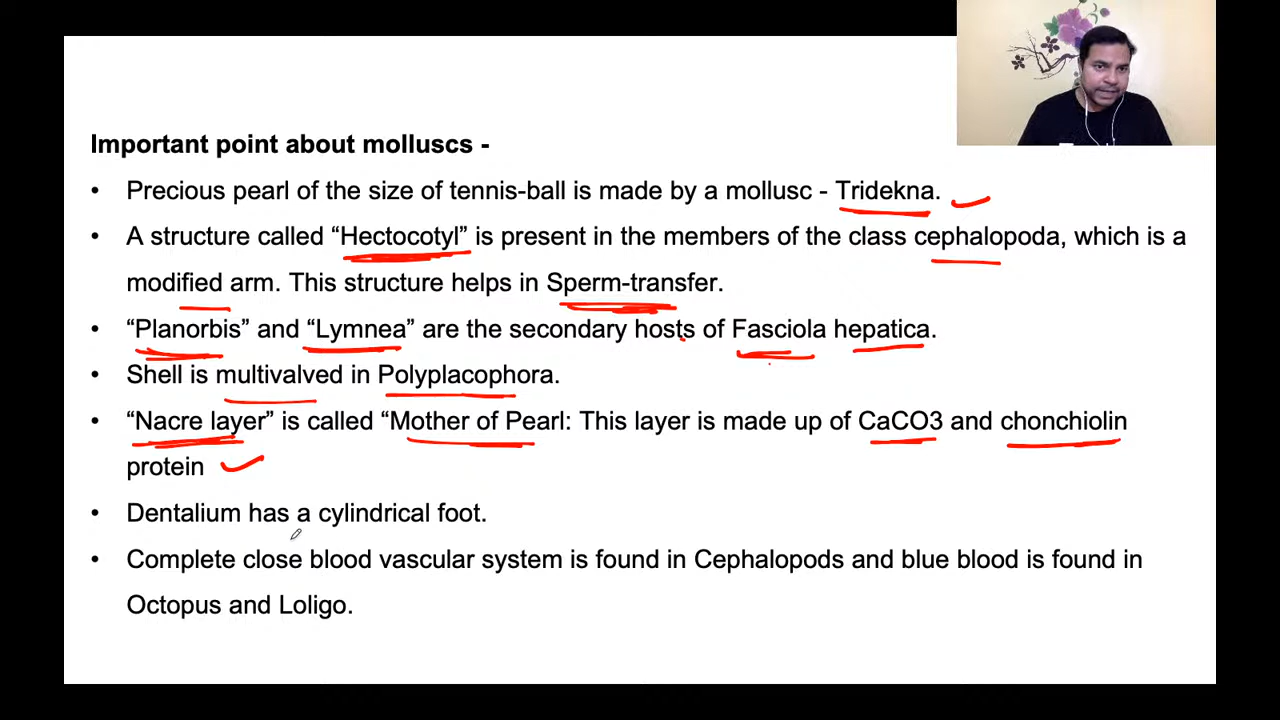 Important point about molluscs -
• Precious pearl of the size of tennis-ball is made by a mollusc - Tridekna.
• A structure called “Hectocotyl” is present in the members of the class cephalopoda, which is a
modified arm. This structure helps in Sperm-transfer.
• “Planorbis” and “Lymnea” are the secondary hosts of Fasciola hepatica.
• Shell is multivalved in Polyplacophora.
• “Nacre layer” is called “Mother of Pearl: This layer is made up of CaCO3 and chonchiolin
protein
• Dentalium has a cylindrical foot.
• Complete close blood vascular system is found in Cephalopods and blue blood is found in
Octopus and Loligo.